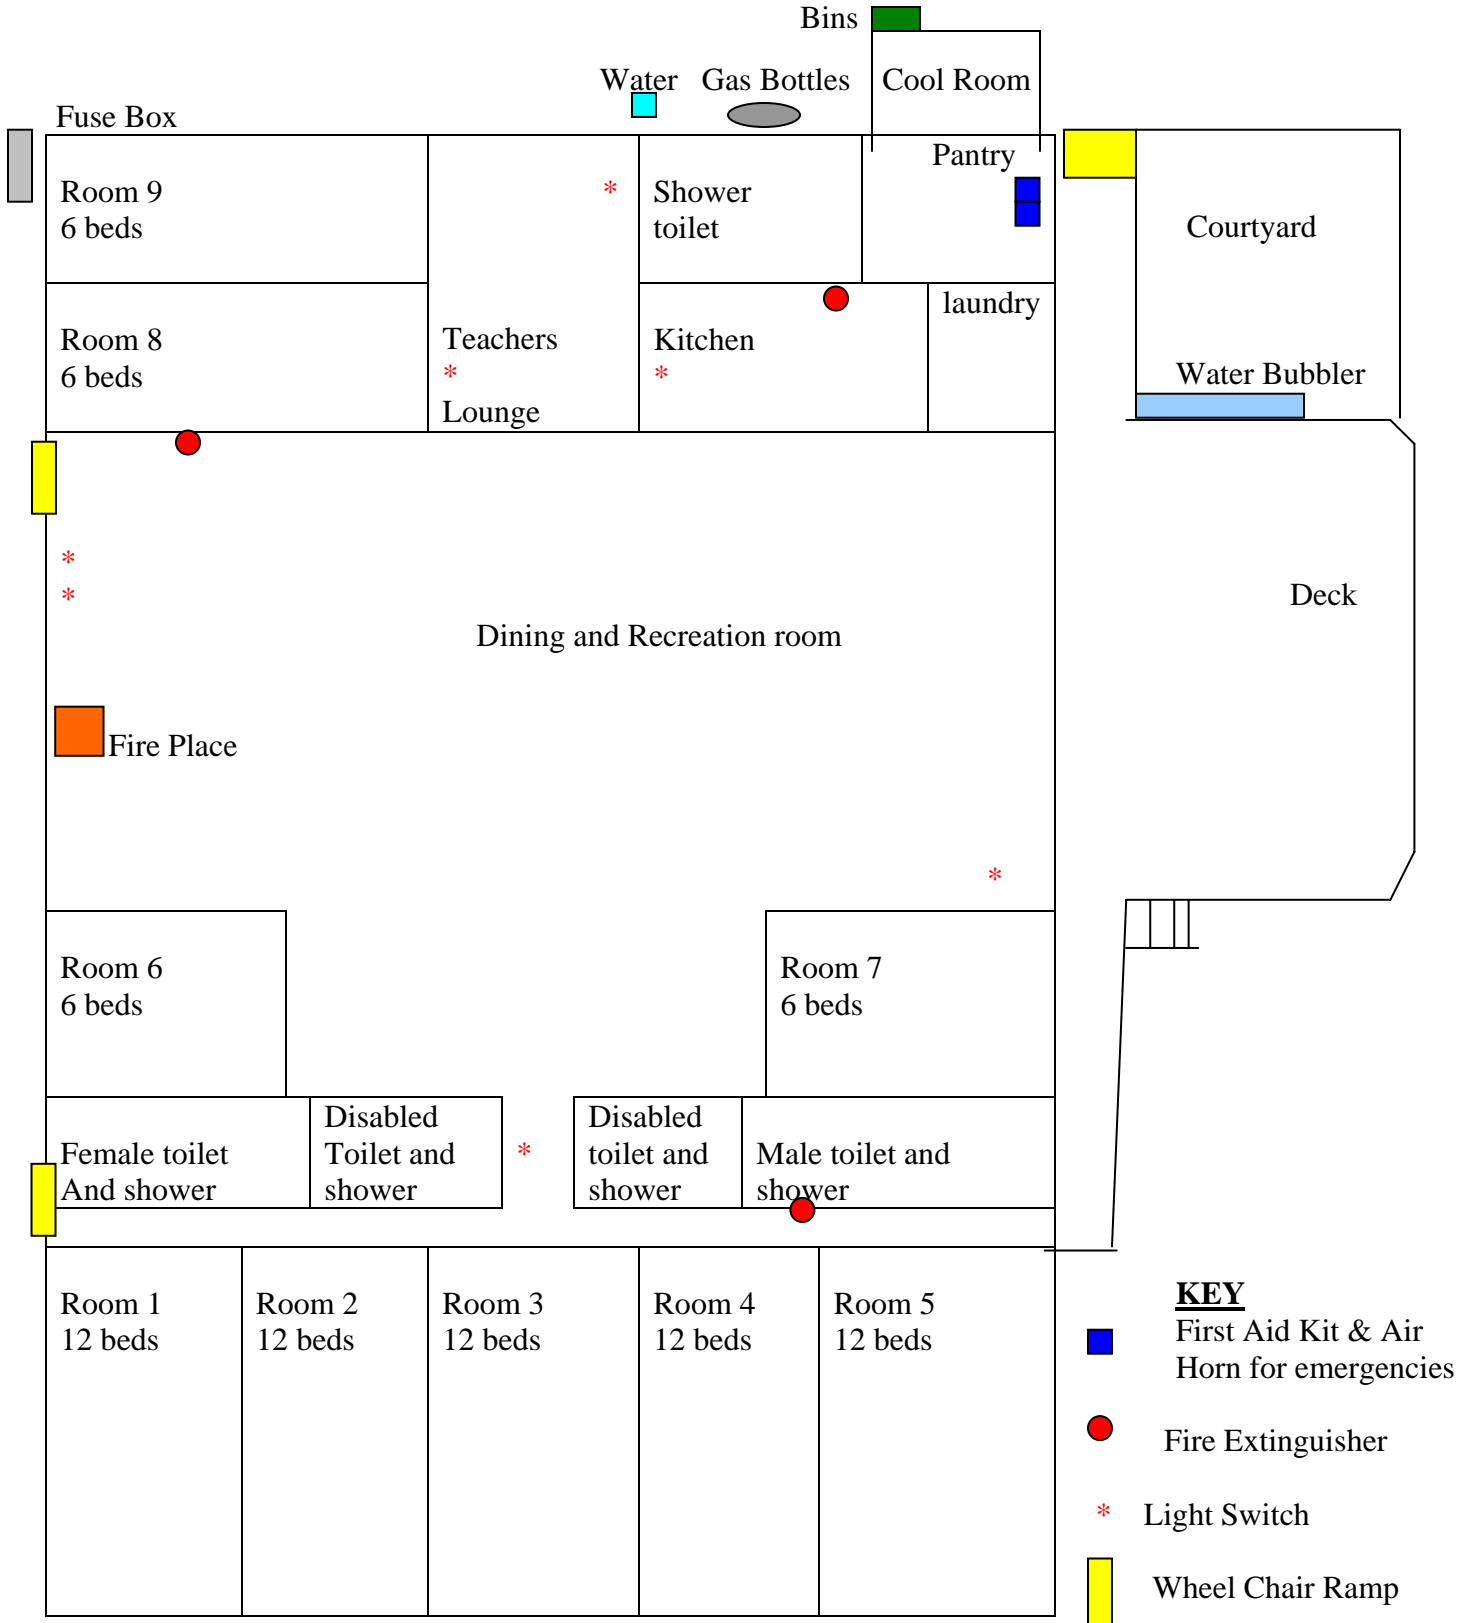 Bins
Water
Gas Bottles
Cool Room
Fuse Box
Pantry
Room 9
6 beds
*
Shower
toilet
Courtyard
laundry
Room 8
6 beds
Teachers
*
Lounge
Kitchen
*
Water Bubbler
*
*
Deck
Dining and Recreation room
Fire Place
*
Room 6
6 beds
Room 7
6 beds
Female toilet
And shower
Disabled
Toilet and
shower
*
Disabled
toilet and
shower
Male toilet and
shower
Room 1
12 beds
Room 2
12 beds
Room 3
12 beds
Room 4
12 beds
Room 5
12 beds
KEY
First Aid Kit & Air
Horn for emergencies
Fire Extinguisher
* Light Switch
Wheel Chair Ramp